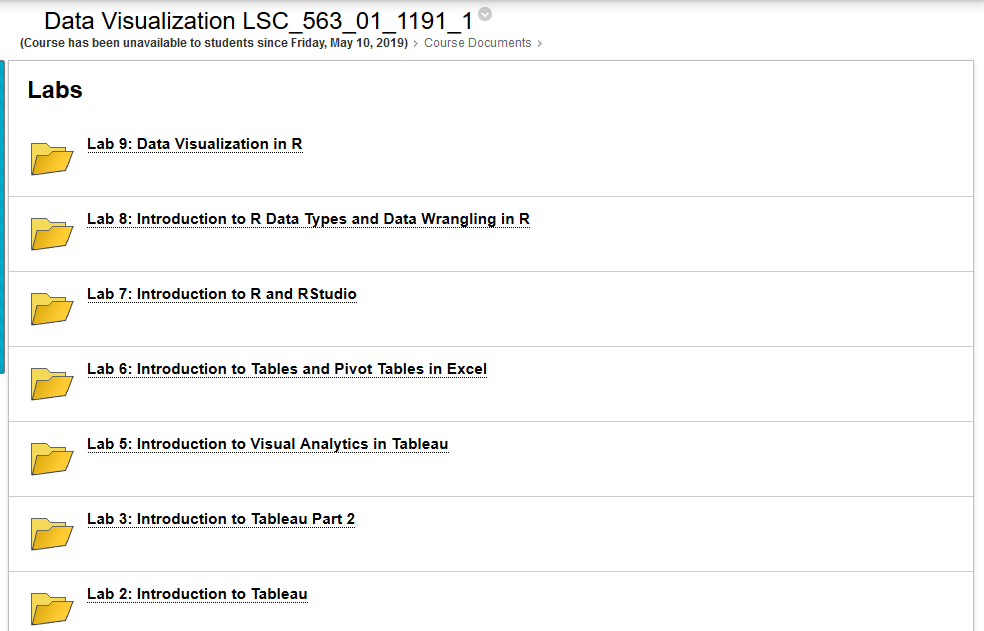 Data Visualization LSC_563_01_1191_1
(Course has been unavailable to students since Friday, May 10, 2019) > Course Documents >
Labs
Lab 9: Data Visualization in R
Lab 8: Introduction to R Data Types and Data Wrangling in R
Lab 7: Introduction to R and RStudio
Lab 6: Introduction to Tables and Pivot Tables in Excel
Lab 5: Introduction to Visual Analytics in Tableau
Lab 3: Introduction to Tableau Part 2
Lab 2: Introduction to Tableau